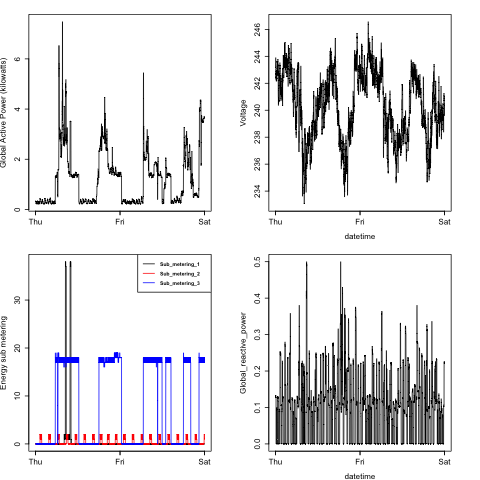 Global Active Power (kilowatts)
0
2
4
6
Thu
Fri
Sat
Voltage
234
236
238
240
242
244
246
Thu
Fri
Sat
datetime
Energy sub metering
0
10
20
30
Sub_metering_1
Sub_metering_2
Sub_metering_3
Thu
Fri
Sat
Global_reactive_power
0.0
0.1
0.2
0.3
0.4
0.5
Thu
Fri
Sat
datetime